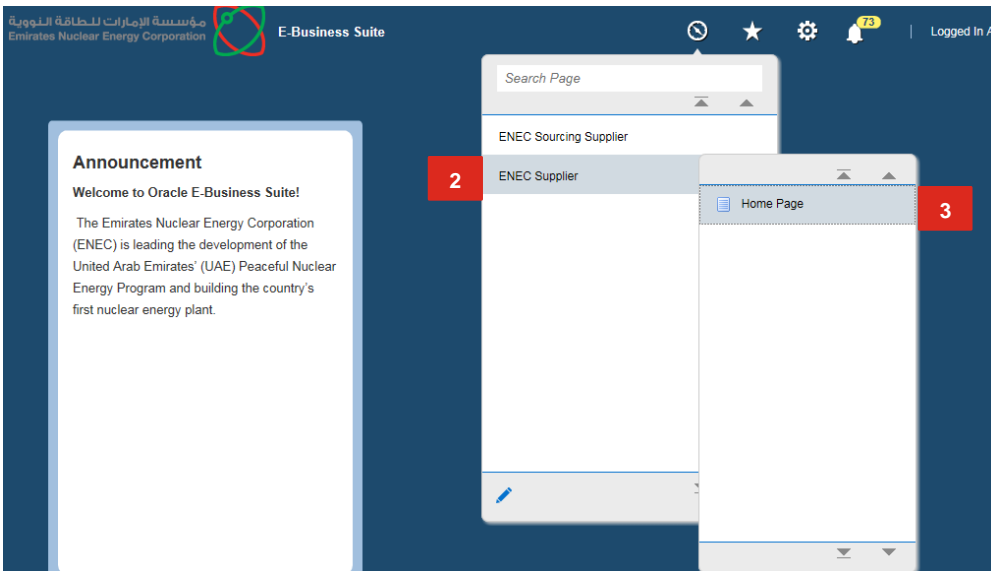 مؤسسة الإمارات للطاقة النووية
Emirates Nuclear Energy Corporation
E-Business Suite
73
Logged In A
Search Page
ENEC Sourcing Supplier
2
ENEC Supplier
Home Page
3
Announcement
Welcome to Oracle E-Business Suite!
The Emirates Nuclear Energy Corporation
(ENEC) is leading the development of the
United Arab Emirates' (UAE) Peaceful Nuclear
Energy Program and building the country's
first nuclear energy plant.